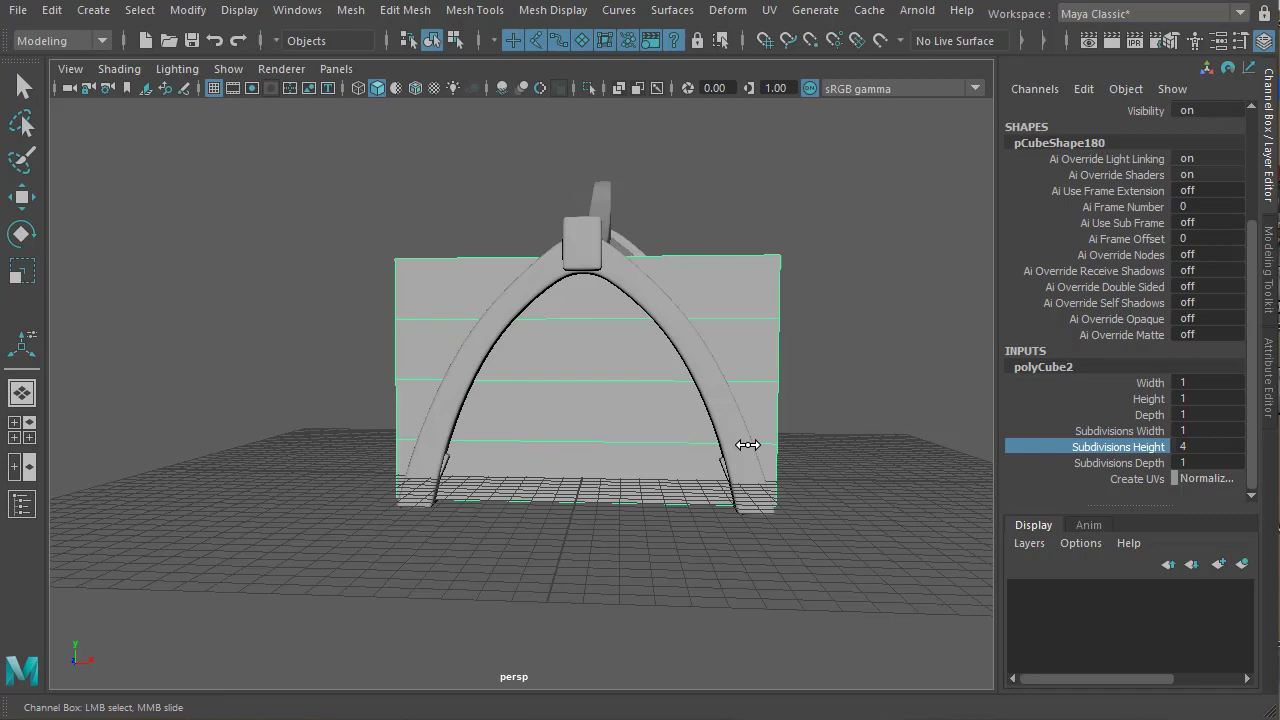 File Edit Create Select Modify Display Windows Mesh Edit Mesh Mesh Tools Mesh Display Curves Surfaces Deform UV Generate Cache Arnold Help Workspace : Maya Classic*
Modeling Objects No Live Surface
View Shading Lighting Show Renderer Panels
0.00 1.00 ON sRGB gamma
Channels Edit Object Show
Visibility on
SHAPES
pCubeShape180
Ai Override Light Linking on
Ai Override Shaders on
Ai Use Frame Extension off
Ai Frame Number 0
Ai Use Sub Frame off
Ai Frame Offset 0
Ai Override Nodes off
Ai Override Receive Shadows off
Ai Override Double Sided off
Ai Override Self Shadows off
Ai Override Opaque off
Ai Override Matte off
INPUTS
polyCube2
Width 1
Height 1
Depth 1
Subdivisions Width 1
Subdivisions Height 4
Subdivisions Depth 1
Create UVs Normaliz...
Display Anim
Layers Options Help
Channel Box / Layer Editor
Modeling Toolkit
Attribute Editor
y
z x
persp
M
Channel Box: LMB select, MMB slide